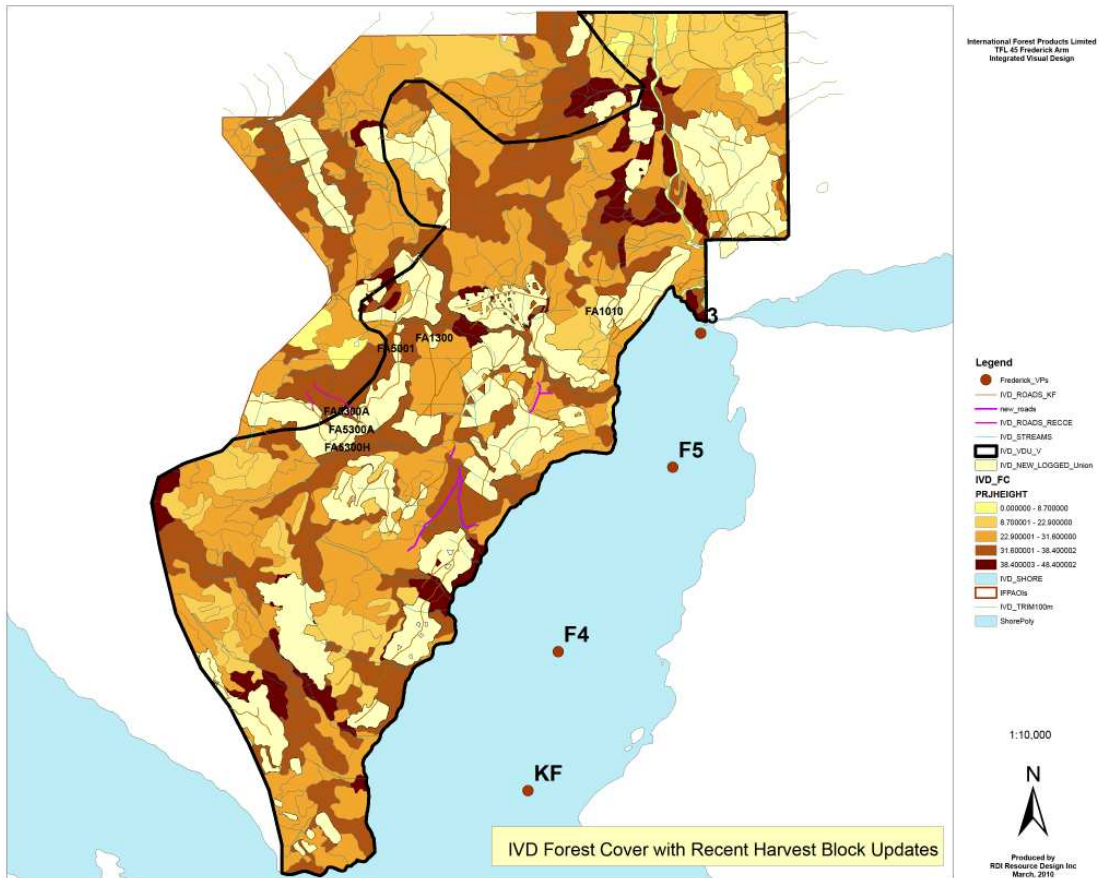 International Forest Products Limited
TFL 45 Frederick Arm
Integrated Visual Design
FA1010
3
FA1300
FA5001
FA5300A
FA5300A
FA5300H
F5
F4
KF
IVD Forest Cover with Recent Harvest Block Updates
Legend
Frederick_VPs
IVD_ROADS_KF
new_roads
IVD_ROADS_RECCE
IVD_STREAMS
IVD_VDU_V
IVD_NEW_LOGGED_Union
IVD_FC
PRJHEIGHT
0.000000 - 8.700000
8.700001 - 22.900000
22.900001 - 31.600000
31.600001 - 38.400002
38.400003 - 48.400002
IVD_SHORE
IFPAOIs
IVD_TRIM100m
ShorePoly
1:10,000
N
Produced by
RDI Resource Design Inc
March, 2010